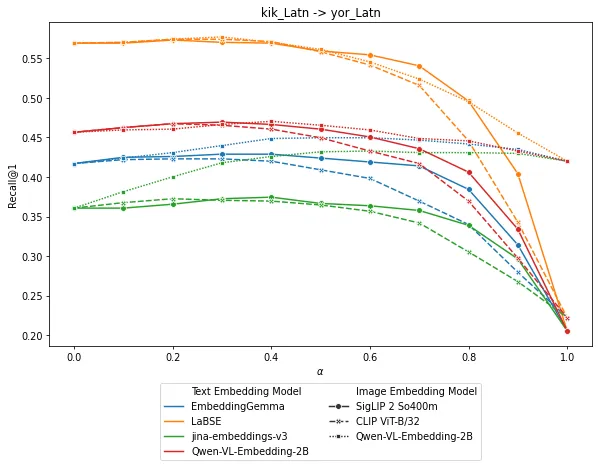 kik_Latn -> yor_Latn
Recall@1
0.55
0.50
0.45
0.40
0.35
0.30
0.25
0.20
0.0
0.2
0.4
0.6
0.8
1.0
α
Text Embedding Model
EmbeddingGemma
LaBSE
jina-embeddings-v3
Qwen-VL-Embedding-2B
Image Embedding Model
SigLIP 2 So400m
CLIP ViT-B/32
Qwen-VL-Embedding-2B